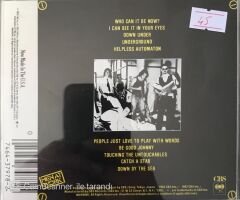 WHO CAN IT BE NOW?
I CAN SEE IT IN YOUR EYES
DOWN UNDER
UNDERGROUND
HELPLESS AUTOMATON
45
PEOPLE JUST LOVE TO PLAY WITH WORDS
BE GOOD JOHNNY
TOUCHING THE UNTOUCHABLES
CATCH A STAR
DOWN BY THE SEA
Now Made In The U.S.A.
CBS